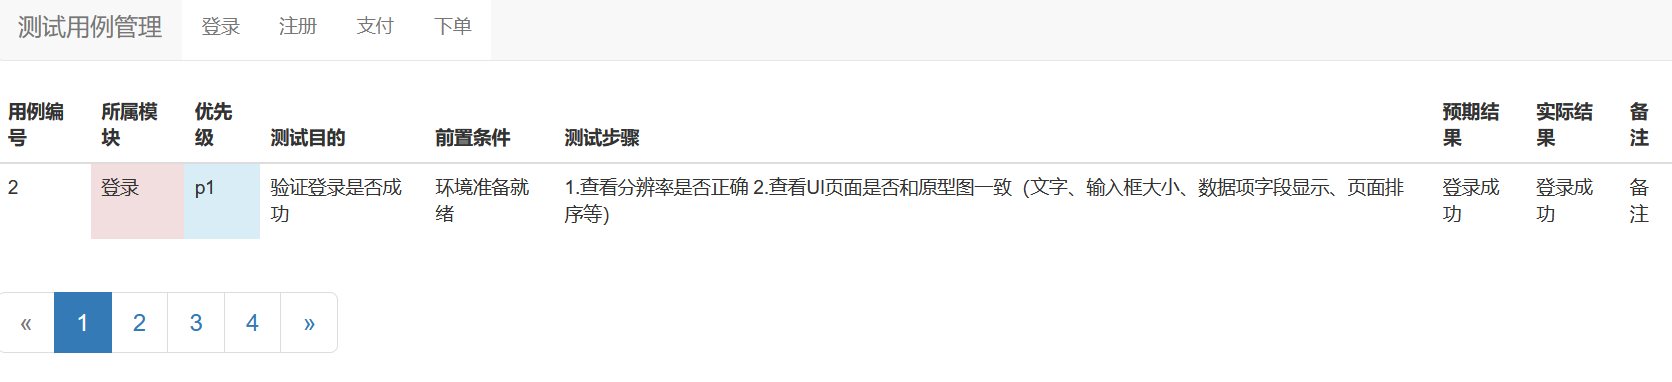 测试用例管理 登录 注册 支付 下单
用例编号 所属模块 优先级 测试目的 前置条件 测试步骤 预期结果 实际结果 备注
2 登录 p1 验证登录是否成功 环境准备就绪 1.查看分辨率是否正确 2.查看UI页面是否和原型图一致（文字、输入框大小、数据项字段显示、页面排序等） 登录成功 登录成功 备注
« 1 2 3 4 »